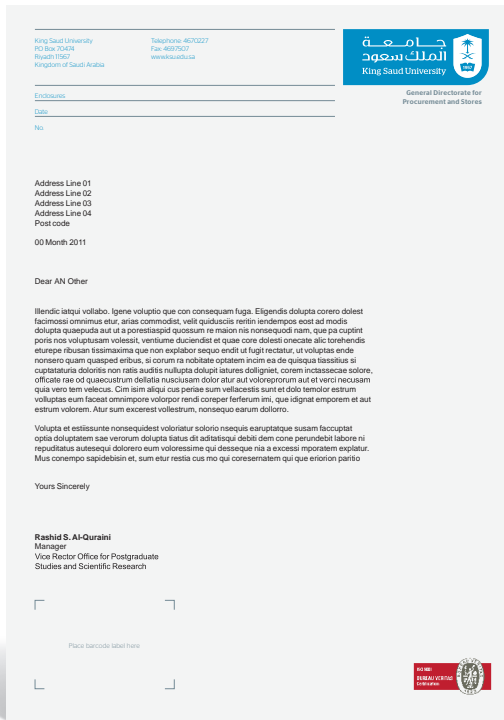 King Saud University
PO Box 70474
Riyadh 11567
Kingdom of Saudi Arabia
Telephone: 4670227
Fax: 4697507
www.ksu.edu.sa
جامعة
الملك سعود
King Saud University
1957
General Directorate for
Procurement and Stores
Enclosures
Date
No.
Address Line 01
Address Line 02
Address Line 03
Address Line 04
Post code
00 Month 2011
Dear AN Other
Illendic iatqui vollabo. Igene voluptio que con consequam fuga. Eligendis dolupta corero dolest
facimossi omnimus etur, arias commodist, velit quidusciis reritin iendempos eost ad modis
dolupta quaepuda aut ut a porestiaspid quossum re maion nis nonsequodi nam, que pa cuptint
poris nos voluptusam volessit, ventiume duciendist et quae core dolesti onecate alic torehendis
eturepe ribusan tissimaxima que non explabor sequo endit ut fugit rectatur, ut voluptas ende
nonsero quam quasped eribus, si corum ra nobitate optatem incim ea de quisqua tiassitius si
cuptaturia doloritis non ratis auditis nullupta dolupit iatures dolligniet, corem inctassecae solore,
officate rae od quaecustrum dellatia nusciusam dolor atur aut voloreprorum aut et verci necusam
quia vero tem velecus. Cim isim aliqui cus periae sum vellacestis sunt et dolo temolor estrum
volluptas eum faceat omnimpore volorpor rendi coreper ferferum imi, que idignat emporem et aut
estrum volorem. Atur sum excerest vollestrum, nonsequo earum dollorro.
Volupta et estiissunte nonsequidest voloriatur solorio nsequis earuptatque susam faccuptat
optia doluptatem sae verorum dolupta tiatus dit aditatisqui debiti dem cone perundebit labore ni
repuditatus autesequi dolorero eum voloressime qui desseque nia a excessi mporatem explatur.
Mus conempo sapidebisin et, sum etur restia cus mo qui coresernatem qui que eriorion paritio
Yours Sincerely
Rashid S. Al-Quraini
Manager
Vice Rector Office for Postgraduate
Studies and Scientific Research
Place barcode label here
ISO 9001
BUREAU VERITAS
Certification